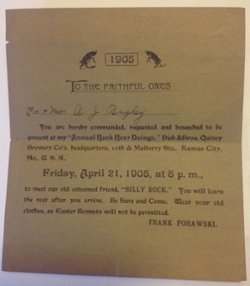 1905
TO THE FAITHFUL ONES
Mr + Mrs A. J. Bingley
You are hereby commanded, requested and beseeched to be
present at my "Annual Bock Beer Doings," Dick & Bros. Quincy
Brewery Co's. headquarters, 10th & Mulberry Sts., Kansas City,
Mo., U. S. A.
Friday, April 21, 1905, at 8 p. m.,
to meet our old esteemed friend, "BILLY BOCK." You will learn
the rest after you arrive. Be Sure and Come. Wear your old
clothes, as Easter Bonnets will not be permitted.
FRANK PORAWSKI.